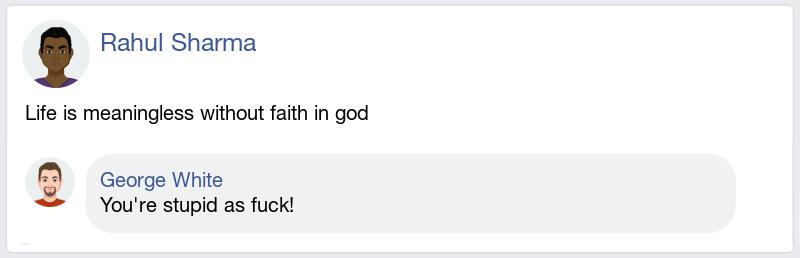 Rahul Sharma
Life is meaningless without faith in god
George White
You're stupid as fuck!